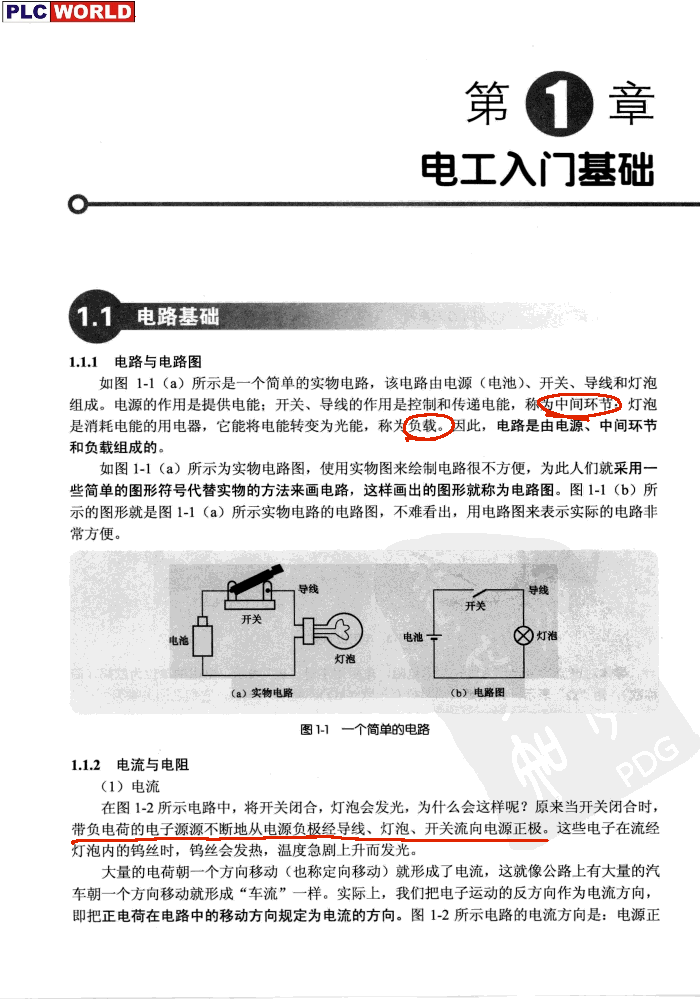 PLC WORLD
第 1 章
电工入门基础
1.1 电路基础
1.1.1 电路与电路图
如图 1-1（a）所示是一个简单的实物电路，该电路由电源（电池）、开关、导线和灯泡
组成。电源的作用是提供电能；开关、导线的作用是控制和传递电能，称为中间环节；灯泡
是消耗电能的用电器，它能将电能转变为光能，称为负载。因此，电路是由电源、中间环节
和负载组成的。
如图 1-1（a）所示为实物电路图，使用实物图来绘制电路很不方便，为此人们就采用一
些简单的图形符号代替实物的方法来画电路，这样画出的图形就称为电路图。图 1-1（b）所
示的图形就是图 1-1（a）所示实物电路的电路图，不难看出，用电路图来表示实际的电路非
常方便。
导线
开关
电池
灯泡
（a）实物电路
导线
开关
电池
灯泡
（b）电路图
图 1-1 一个简单的电路
PDG
1.1.2 电流与电阻
（1）电流
在图 1-2 所示电路中，将开关闭合，灯泡会发光，为什么会这样呢？原来当开关闭合时，
带负电荷的电子源源不断地从电源负极经导线、灯泡、开关流向电源正极。这些电子在流经
灯泡内的钨丝时，钨丝会发热，温度急剧上升而发光。
大量的电荷朝一个方向移动（也称定向移动）就形成了电流，这就像公路上有大量的汽
车朝一个方向移动就形成“车流”一样。实际上，我们把电子运动的反方向作为电流方向，
即把正电荷在电路中的移动方向规定为电流的方向。图 1-2 所示电路的电流方向是：电源正